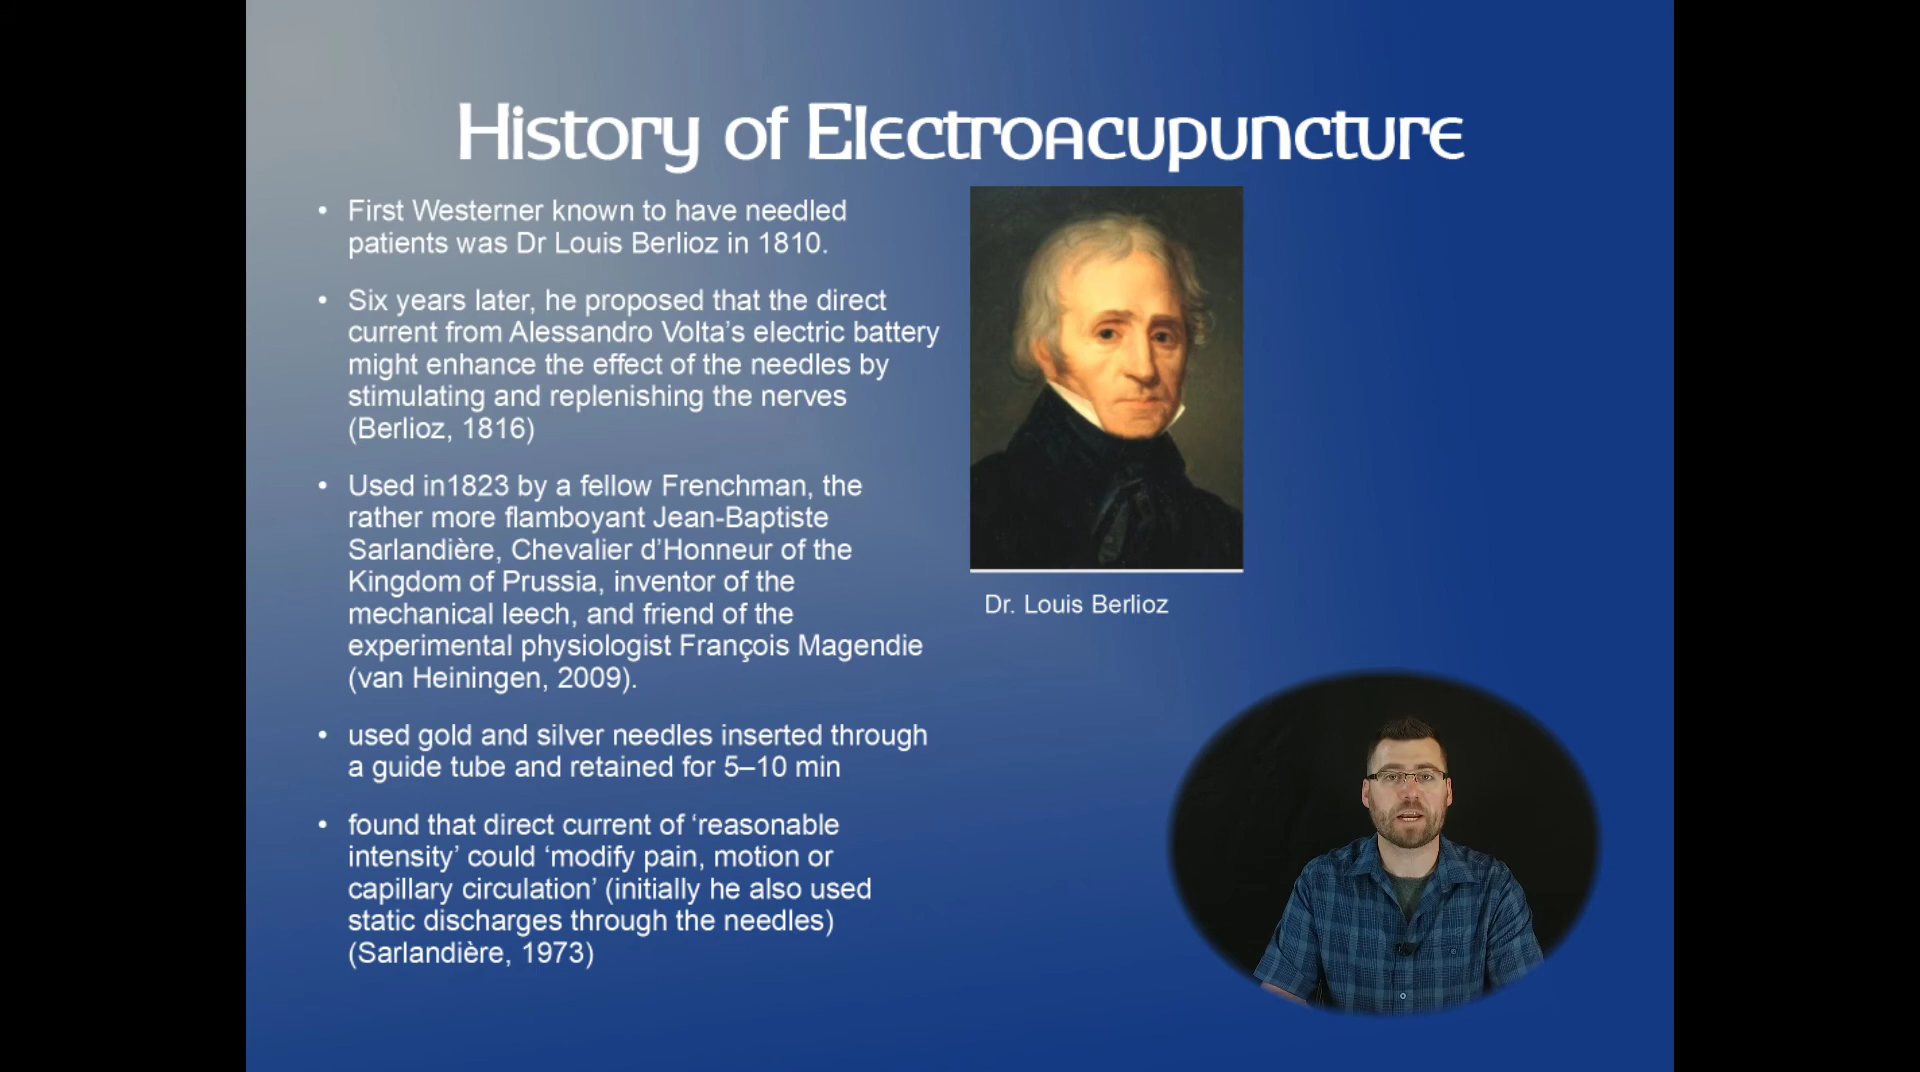 History of Electroacupuncture
• First Westerner known to have needled
patients was Dr Louis Berlioz in 1810.
• Six years later, he proposed that the direct
current from Alessandro Volta’s electric battery
might enhance the effect of the needles by
stimulating and replenishing the nerves
(Berlioz, 1816)
• Used in1823 by a fellow Frenchman, the
rather more flamboyant Jean-Baptiste
Sarlandière, Chevalier d’Honneur of the
Kingdom of Prussia, inventor of the
mechanical leech, and friend of the
experimental physiologist François Magendie
(van Heiningen, 2009).
• used gold and silver needles inserted through
a guide tube and retained for 5–10 min
• found that direct current of ‘reasonable
intensity’ could ‘modify pain, motion or
capillary circulation’ (initially he also used
static discharges through the needles)
(Sarlandière, 1973)
Dr. Louis Berlioz